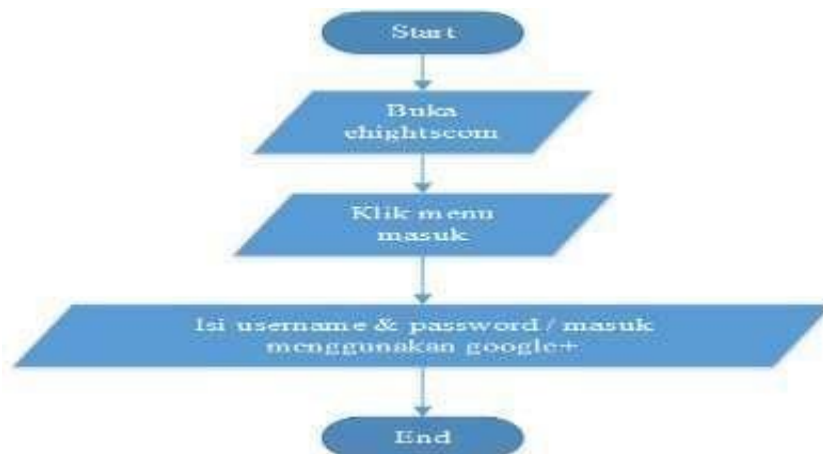 Start
Buka
ehightscom
Klik menu
masuk
Isi username & password / masuk
menggunakan google+
End